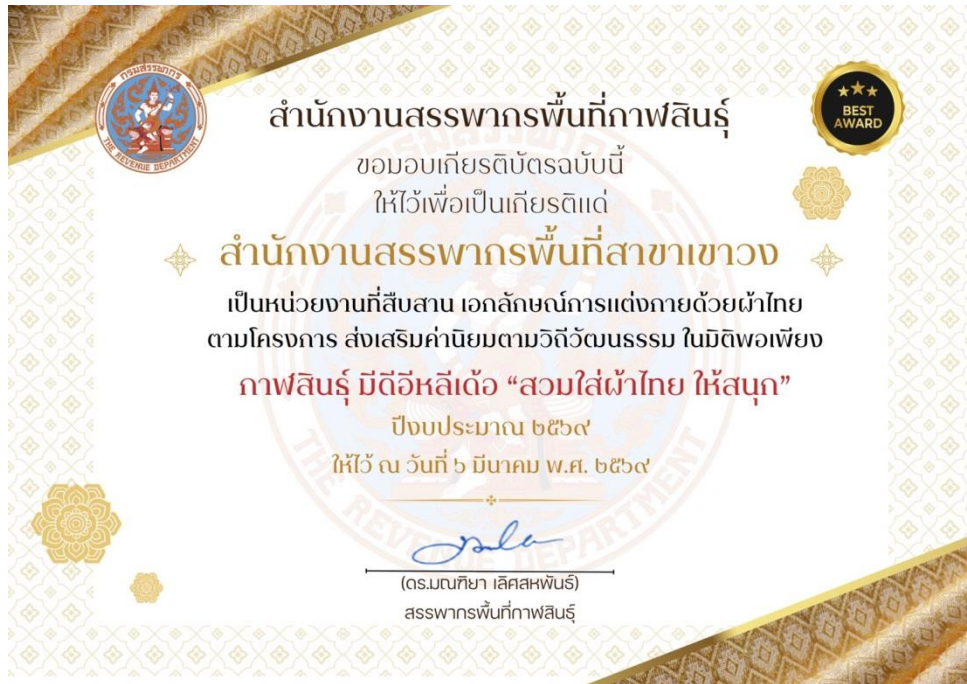 กรมสรรพากร
THE REVENUE DEPARTMENT
BEST
AWARD
สำนักงานสรรพากรพื้นที่กาฬสินธุ์
ขอมอบเกียรติบัตรฉบับนี้
ให้ไว้เพื่อเป็นเกียรติแด่
สำนักงานสรรพากรพื้นที่สาขาเขาวง
เป็นหน่วยงานที่สืบสาน เอกลักษณ์การแต่งกายด้วยผ้าไทย
ตามโครงการ ส่งเสริมค่านิยมตามวิถีวัฒนธรรม ในมิติพอเพียง
กาฬสินธุ์ มีดีอีหลีเด้อ “สวมใส่ผ้าไทย ให้สนุก”
ปีงบประมาณ ๒๕๖๙
ให้ไว้ ณ วันที่ ๖ มีนาคม พ.ศ. ๒๕๖๙
(ดร.มณฑิยา เลิศสหพันธ์)
สรรพากรพื้นที่กาฬสินธุ์
กรมสรรพากร
THE REVENUE DEPARTMENT